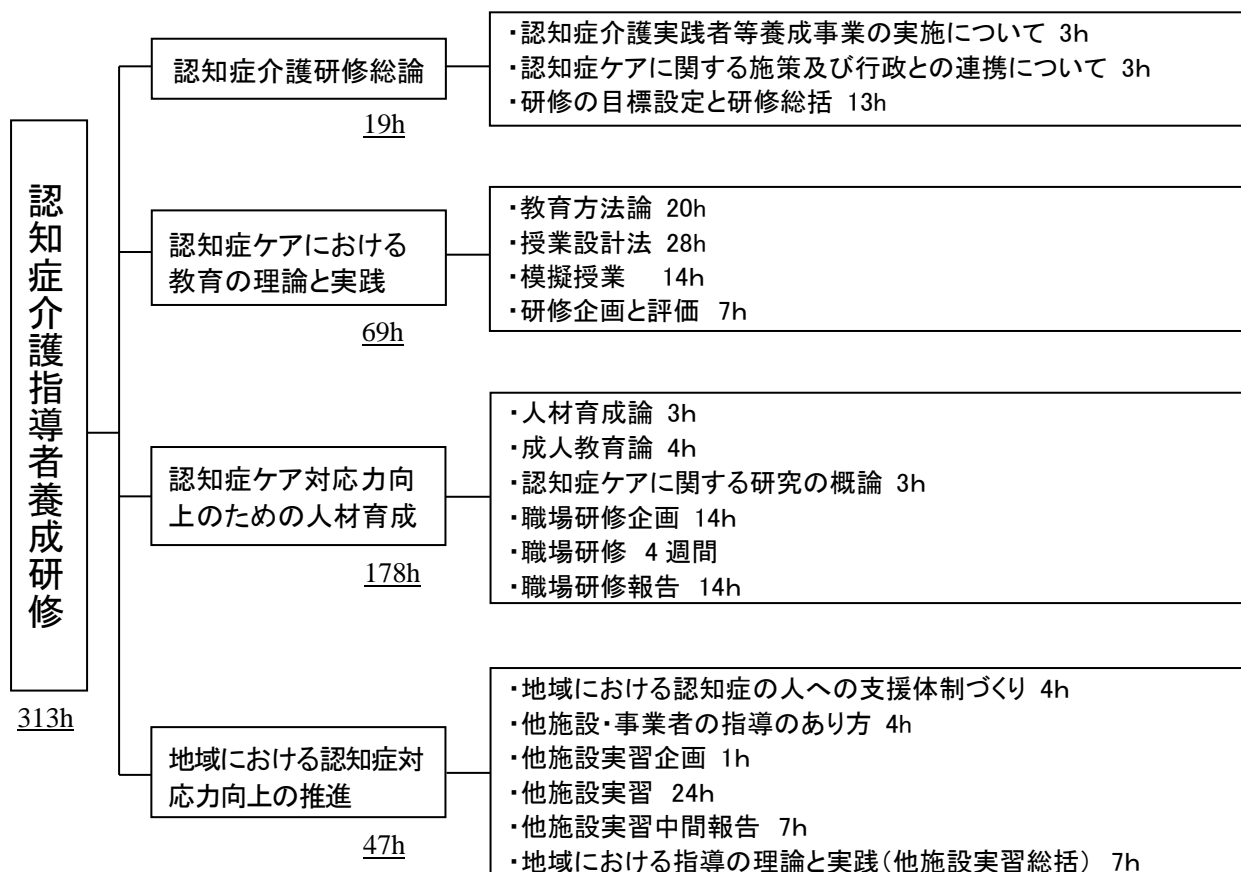 認知症介護指導者養成研修
313h
認知症介護研修総論
19h
・認知症介護実践者等養成事業の実施について 3h
・認知症ケアに関する施策及び行政との連携について 3h
・研修の目標設定と研修総括 13h
認知症ケアにおける
教育の理論と実践
69h
・教育方法論 20h
・授業設計法 28h
・模擬授業 14h
・研修企画と評価 7h
認知症ケア対応力向
上のための人材育成
178h
・人材育成論 3h
・成人教育論 4h
・認知症ケアに関する研究の概論 3h
・職場研修企画 14h
・職場研修 4週間
・職場研修報告 14h
地域における認知症対
応力向上の推進
47h
・地域における認知症の人への支援体制づくり 4h
・他施設・事業者の指導のあり方 4h
・他施設実習企画 1h
・他施設実習 24h
・他施設実習中間報告 7h
・地域における指導の理論と実践(他施設実習総括) 7h